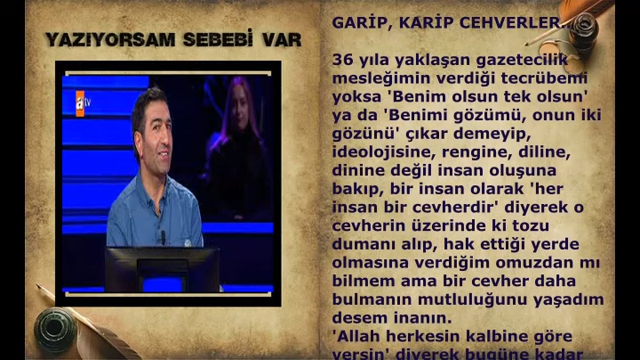 YAZIYORSAM SEBEBİ VAR
atv
GARİP, KARİP CEHVERLER.
36 yıla yaklaşan gazetecilik
mesleğimin verdiği tecrübemi
yoksa 'Benim olsun tek olsun'
ya da 'Benimi gözümü, onun iki
gözünü' çıkar demeyip,
ideolojisine, rengine, diline,
dinine değil insan oluşuna
bakıp, bir insan olarak 'her
insan bir cevherdir' diyerek o
cevherin üzerinde ki tozu
dumanı alıp, hak ettiği yerde
olmasına verdiğim omuzdan mı
bilmem ama bir cevher daha
bulmanın mutluluğunu yaşadım
desem inanın.
'Allah herkesin kalbine göre
versin' diyerek bugüne kadar